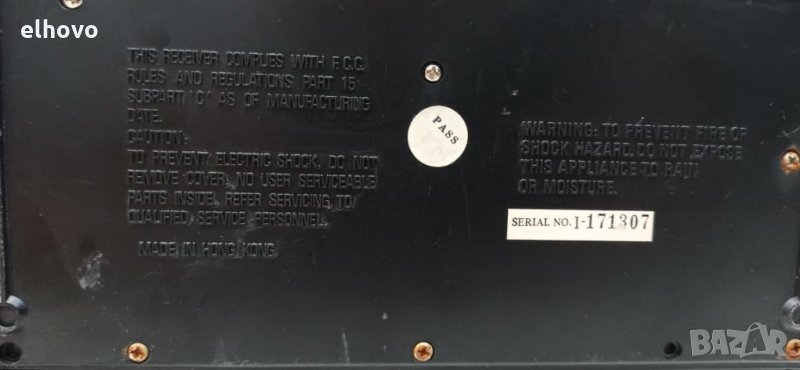 elhovo
THIS RECEIVER COMPLIES WITH F.C.C.
RULES AND REGULATIONS PART 15
SUBPART "C" AS OF MANUFACTURING
DATE.
CAUTION:
TO PREVENT ELECTRIC SHOCK, DO NOT
REMOVE COVER, NO USER SERVICEABLE
PARTS INSIDE, REFER SERVICING TO
QUALIFIED SERVICE PERSONNEL.
MADE IN HONG KONG
PASS
WARNING: TO PREVENT FIRE OR
SHOCK HAZARD, DO NOT EXPOSE
THIS APPLIANCE TO RAIN
OR MOISTURE.
SERIAL NO. I-171307
BAZAR